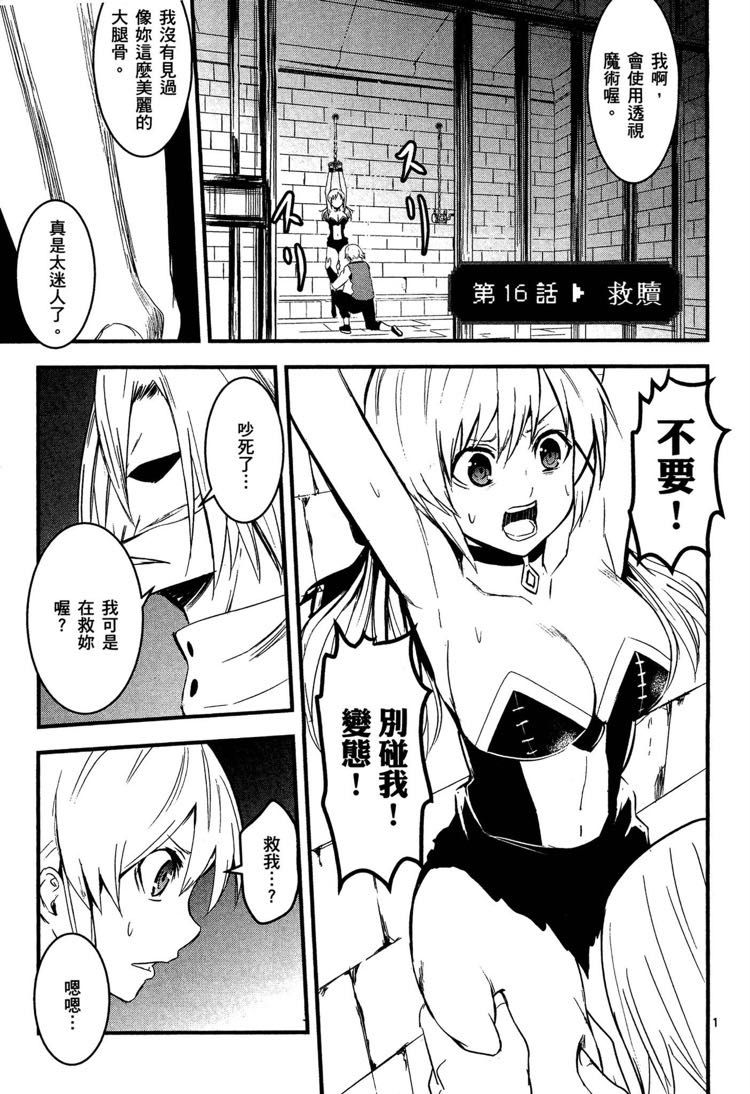 我啊，
會使用透視
魔術喔。
スッ
スリ
第16話 救贖
我沒有見過
像妳這麼美麗的
大腿骨。
真是太迷人了。
不要！
別碰我！
變態！
吵死了…
我可是
在救妳
喔？
救我…？
嗯嗯…
1